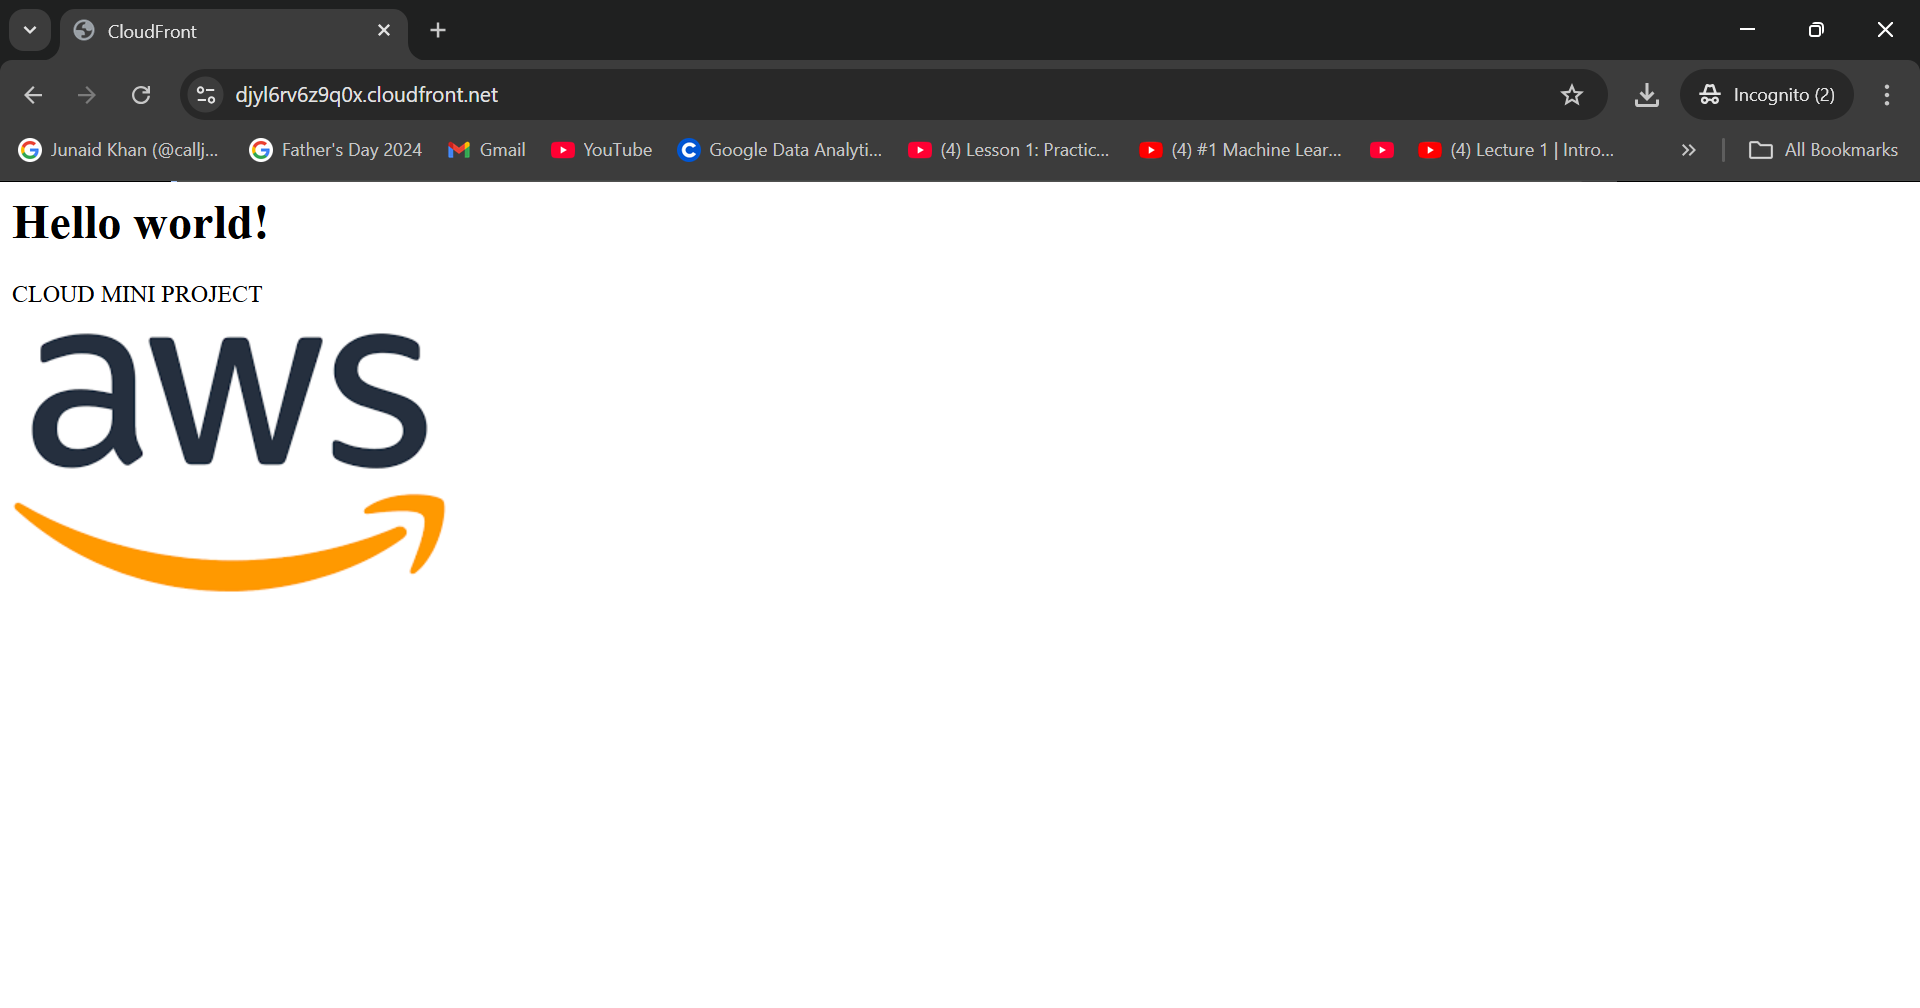 CloudFront
djyl6rv6z9q0x.cloudfront.net
Incognito (2)
Junaid Khan (@callj...
Father's Day 2024
Gmail
YouTube
Google Data Analyti...
(4) Lesson 1: Practic...
(4) #1 Machine Lear...
(4) Lecture 1 | Intro...
All Bookmarks
Hello world!
CLOUD MINI PROJECT
aws